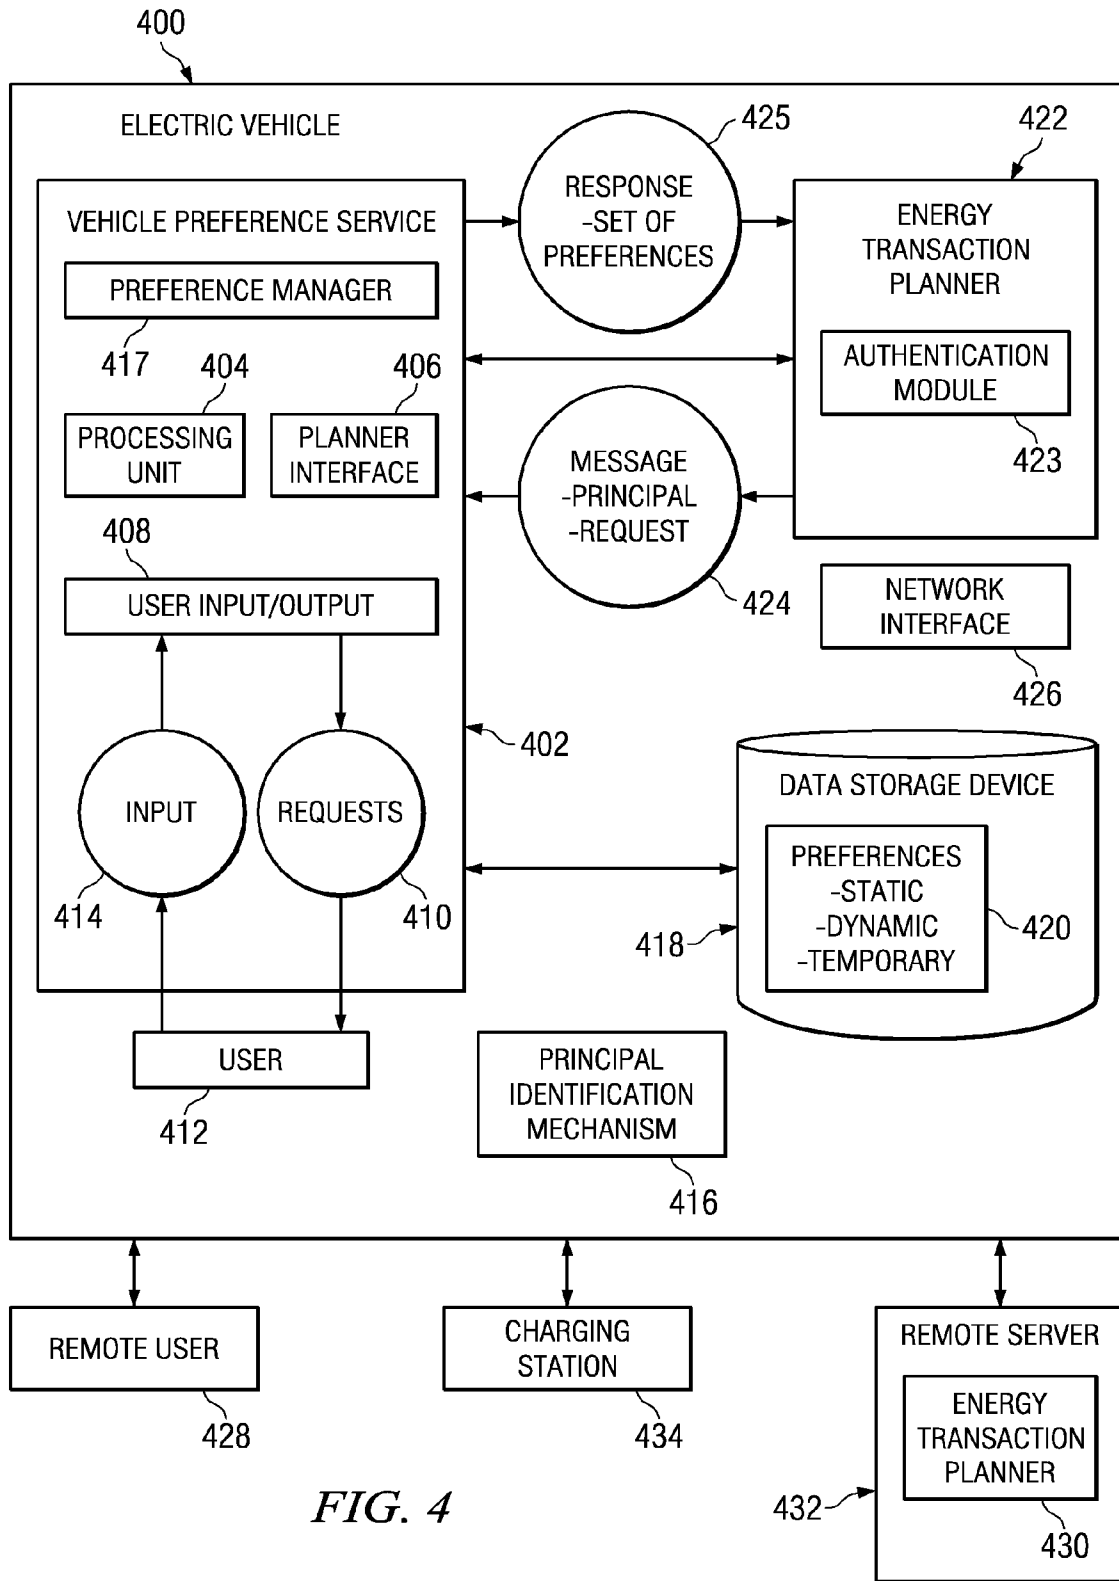 400
ELECTRIC VEHICLE
VEHICLE PREFERENCE SERVICE
PREFERENCE MANAGER
417
404
PROCESSING
UNIT
406
PLANNER
INTERFACE
408
USER INPUT/OUTPUT
INPUT
414
REQUESTS
410
402
USER
412
425
RESPONSE
-SET OF
PREFERENCES
MESSAGE
-PRINCIPAL
-REQUEST
424
422
ENERGY
TRANSACTION
PLANNER
AUTHENTICATION
MODULE
423
NETWORK
INTERFACE
426
DATA STORAGE DEVICE
PREFERENCES
-STATIC
-DYNAMIC
-TEMPORARY
418
420
PRINCIPAL
IDENTIFICATION
MECHANISM
416
REMOTE USER
428
CHARGING
STATION
434
REMOTE SERVER
ENERGY
TRANSACTION
PLANNER
432
430
FIG. 4